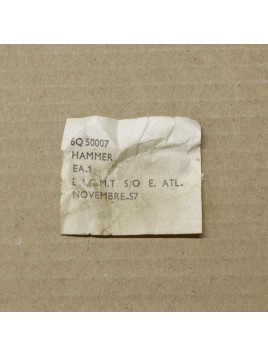 6Q 50007
HAMMER
EA.1
S/O E. ATL.
NOVEMBRE-57